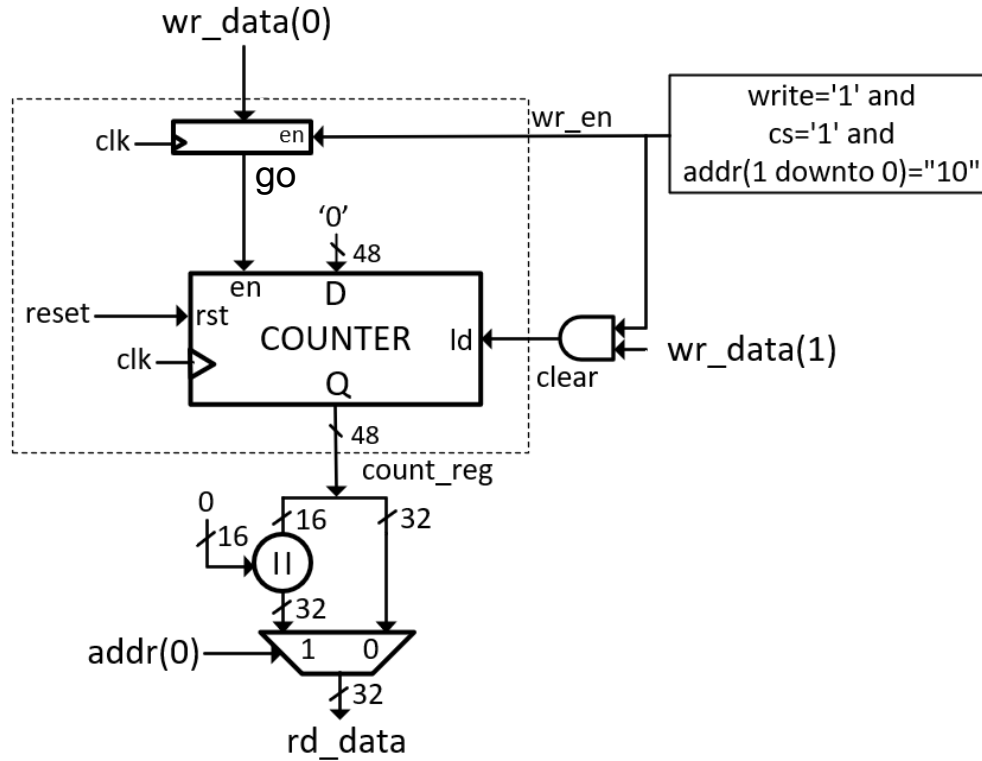 wr_data(0)
clk
en
wr_en
write='1' and
cs='1' and
addr(1 downto 0)="10"
go
‘0’
48
en
D
reset
rst
COUNTER
ld
clk
Q
clear
wr_data(1)
48
count_reg
0
16
16
32
||
32
addr(0)
1
0
32
rd_data